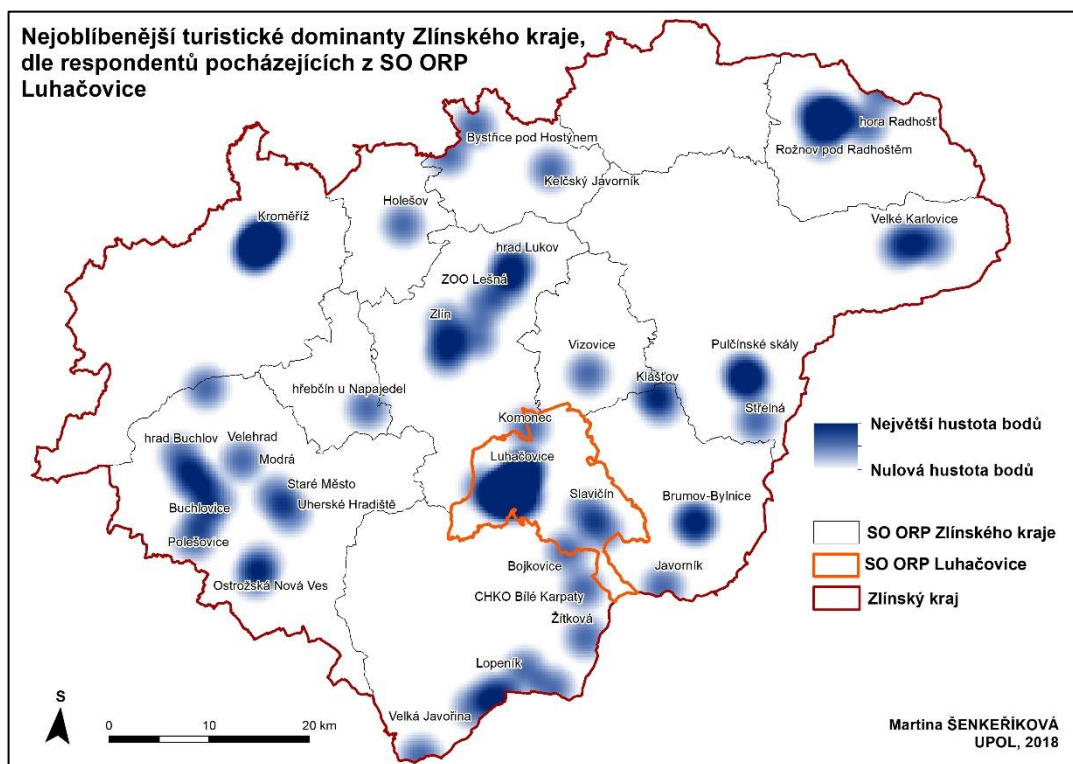 Nejoblíbenější turistické dominanty Zlínského kraje,
dle respondentů pocházejících z SO ORP
Luhačovice
hora Radhošť
Rožnov pod Radhoštěm
Bystřice pod Hostýnem
Kelčský Javorník
Holešov
Kroměříž
Velké Karlovice
hrad Lukov
ZOO Lešná
Zlín
Vizovice
Pulčínské skály
Klášťov
Střelná
hřebčín u Napajedel
Komonec
Luhačovice
hrad Buchlov
Velehrad
Modrá
Staré Město
Uherské Hradiště
Buchlovice
Polešovice
Ostrožská Nová Ves
Slavičín
Brumov-Bylnice
Bojkovice
Javorník
CHKO Bílé Karpaty
Žítková
Lopeník
Velká Javořina
Největší hustota bodů
Nulová hustota bodů
SO ORP Zlínského kraje
SO ORP Luhačovice
Zlínský kraj
S
0 10 20 km
Martina ŠENKEŘÍKOVÁ
UPOL, 2018